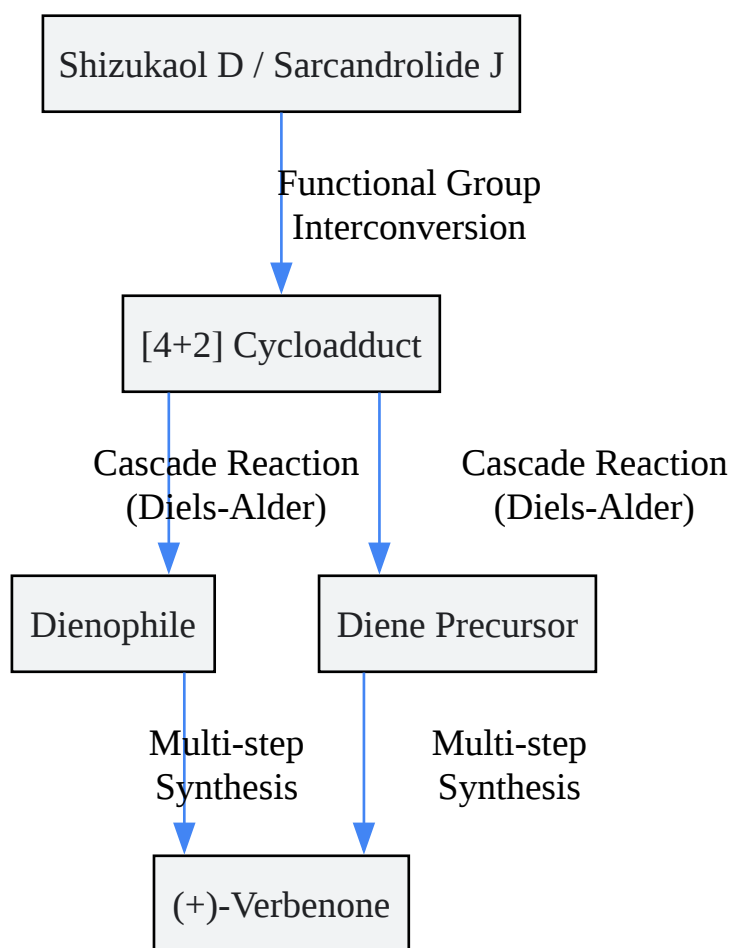 Shizukaol D / Sarcandrolide J
Functional Group
Interconversion
[4+2] Cycloadduct
Cascade Reaction
(Diels-Alder)
Cascade Reaction
(Diels-Alder)
Dienophile
Diene Precursor
Multi-step
Synthesis
Multi-step
Synthesis
(+)-Verbenone